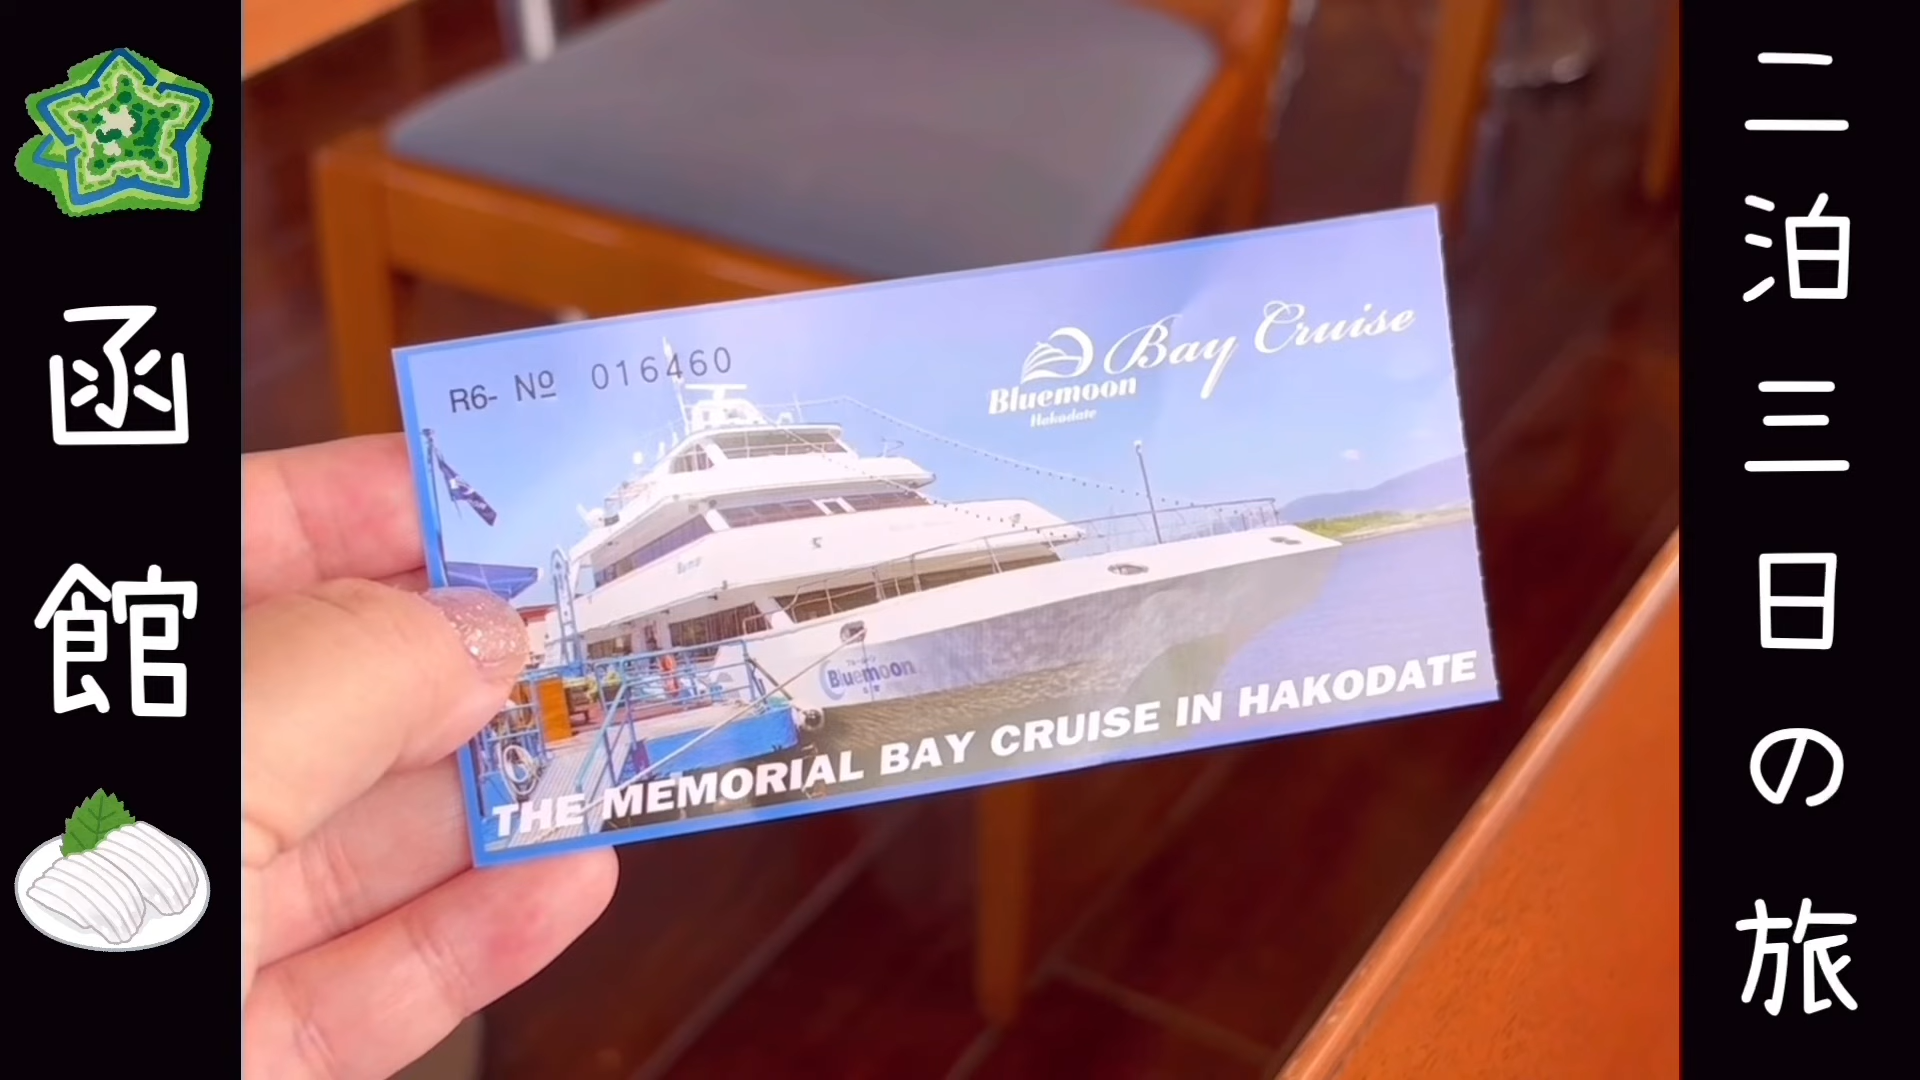 函館
R6- Nº 016460
Bluemoon
Hakodate
Bay Cruise
Bluemoon
THE MEMORIAL BAY CRUISE IN HAKODATE
二泊三日の旅